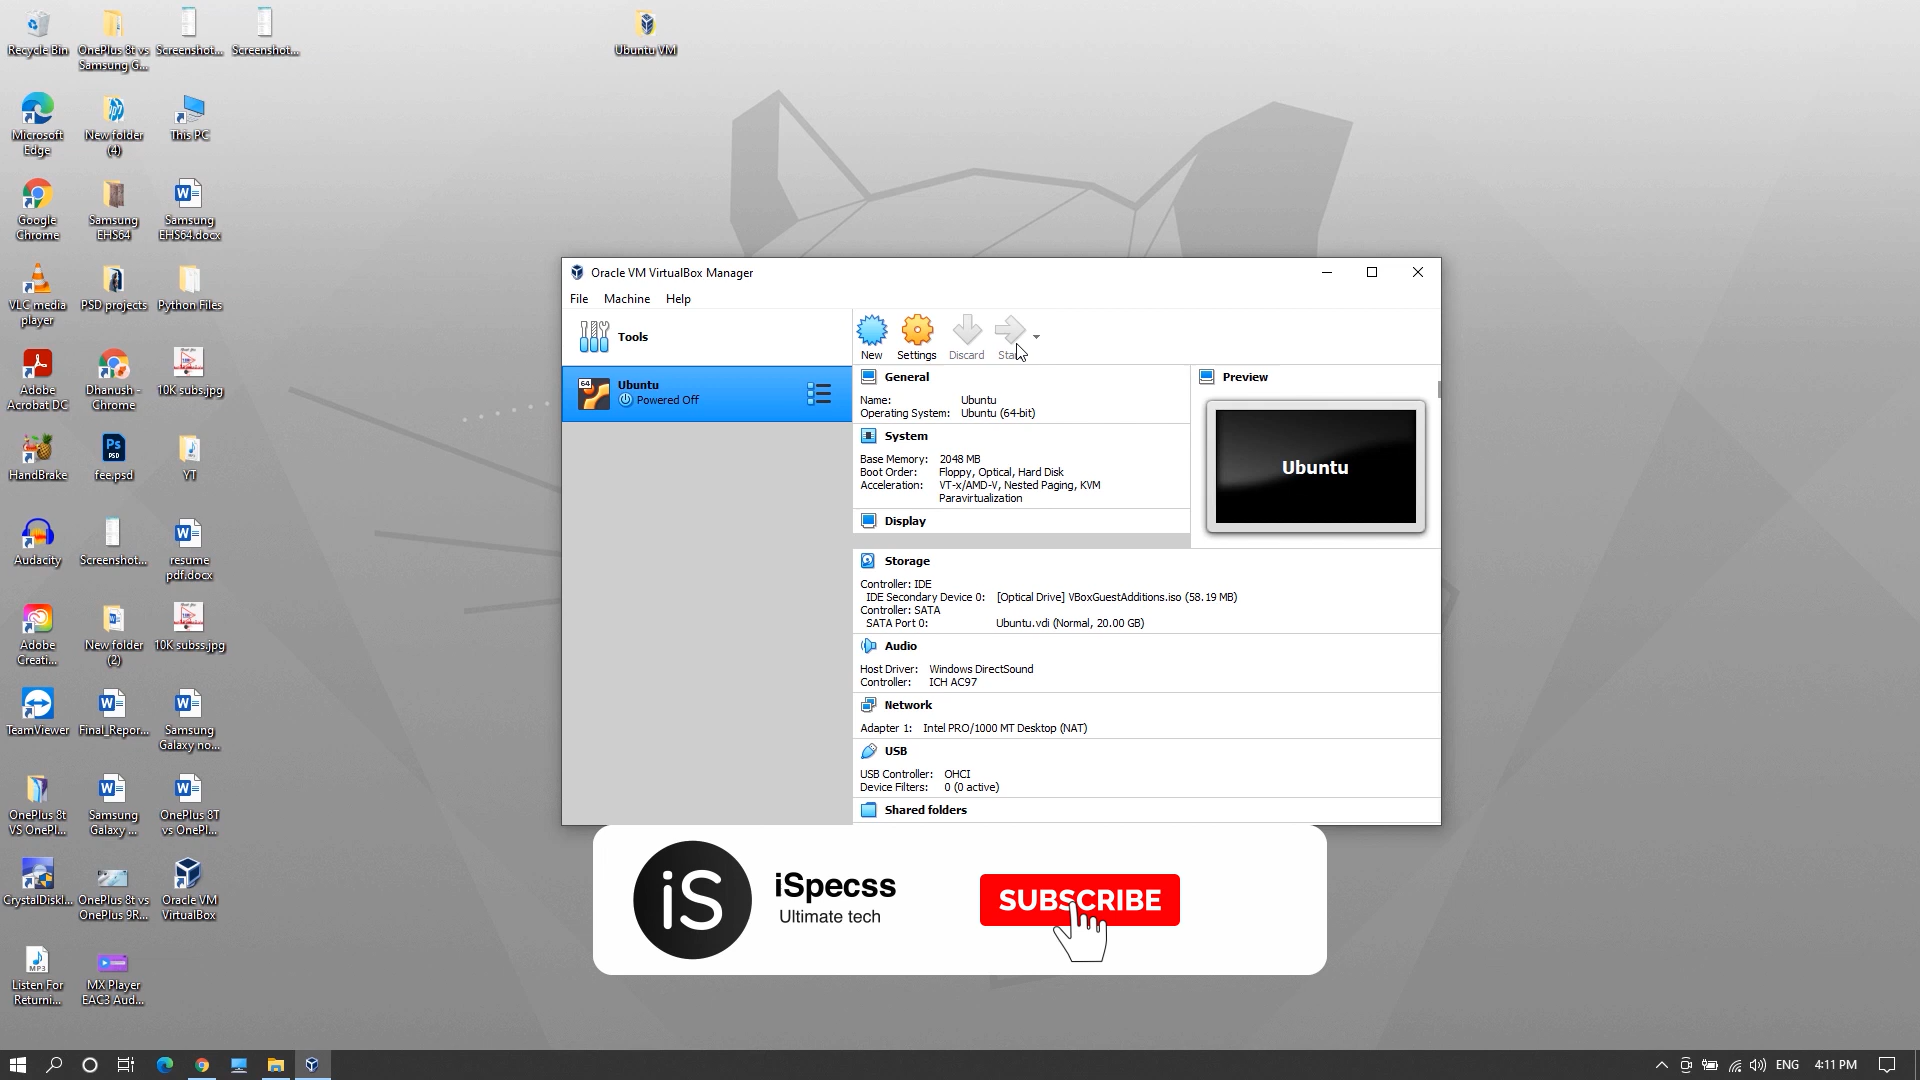 Recycle Bin
OnePlus 8t vs
Samsung G...
Screenshot...
Screenshot...
Ubuntu VM
Microsoft
Edge
New folder
(4)
This PC
Google
Chrome
Samsung
EHS64
Samsung
EHS64.docx
VLC media
player
PSD projects
Python Files
Adobe
Acrobat DC
Dhanush -
Chrome
10K subs.jpg
HandBrake
Ps
PSD
fee.psd
YT
Audacity
Screenshot...
resume
pdf.docx
Adobe
Creati...
New folder
(2)
10K subss.jpg
TeamViewer
Final_Repor...
Samsung
Galaxy no...
OnePlus 8t
VS OnePl...
Samsung
Galaxy ...
OnePlus 8T
vs OnePl...
CrystalDiskI...
OnePlus 8t vs
OnePlus 9R...
Oracle VM
VirtualBox
MP3
Listen For
Returni...
MX Player
EAC3 Aud...
Oracle VM VirtualBox Manager
File Machine Help
Tools
New Settings Discard
64
Ubuntu
Powered Off
General
Name: Ubuntu
Operating System: Ubuntu (64-bit)
System
Base Memory: 2048 MB
Boot Order: Floppy, Optical, Hard Disk
Acceleration: VT-x/AMD-V, Nested Paging, KVM
Paravirtualization
Display
Preview
Ubuntu
Storage
Controller: IDE
IDE Secondary Device 0: [Optical Drive] VBoxGuestAdditions.iso (58.19 MB)
Controller: SATA
SATA Port 0: Ubuntu.vdi (Normal, 20.00 GB)
Audio
Host Driver: Windows DirectSound
Controller: ICH AC97
Network
Adapter 1: Intel PRO/1000 MT Desktop (NAT)
USB
USB Controller: OHCI
Device Filters: 0 (0 active)
Shared folders
iS
iSpecss
Ultimate tech
SUBSCRIBE
ENG 4:11 PM